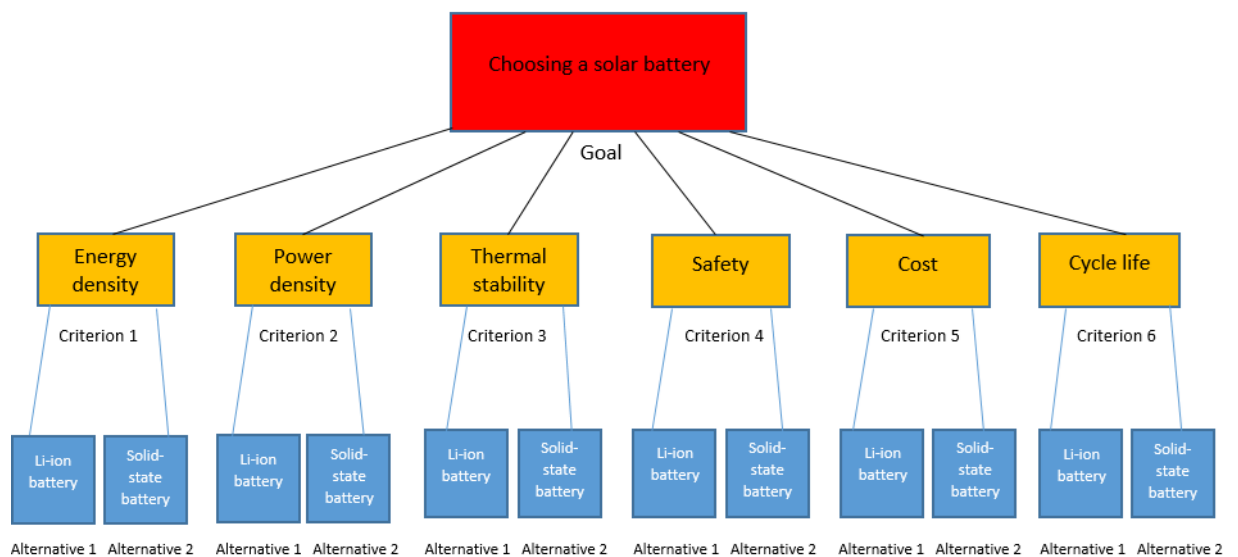 Choosing a solar battery
Goal
Energy
density
Power
density
Thermal
stability
Safety
Cost
Cycle life
Criterion 1
Criterion 2
Criterion 3
Criterion 4
Criterion 5
Criterion 6
Li-ion
battery
Solid-
state
battery
Li-ion
battery
Solid-
state
battery
Li-ion
battery
Solid-
state
battery
Li-ion
battery
Solid-
state
battery
Li-ion
battery
Solid-
state
battery
Li-ion
battery
Solid-
state
battery
Alternative 1 Alternative 2 Alternative 1 Alternative 2 Alternative 1 Alternative 2 Alternative 1 Alternative 2 Alternative 1 Alternative 2 Alternative 1 Alternative 2